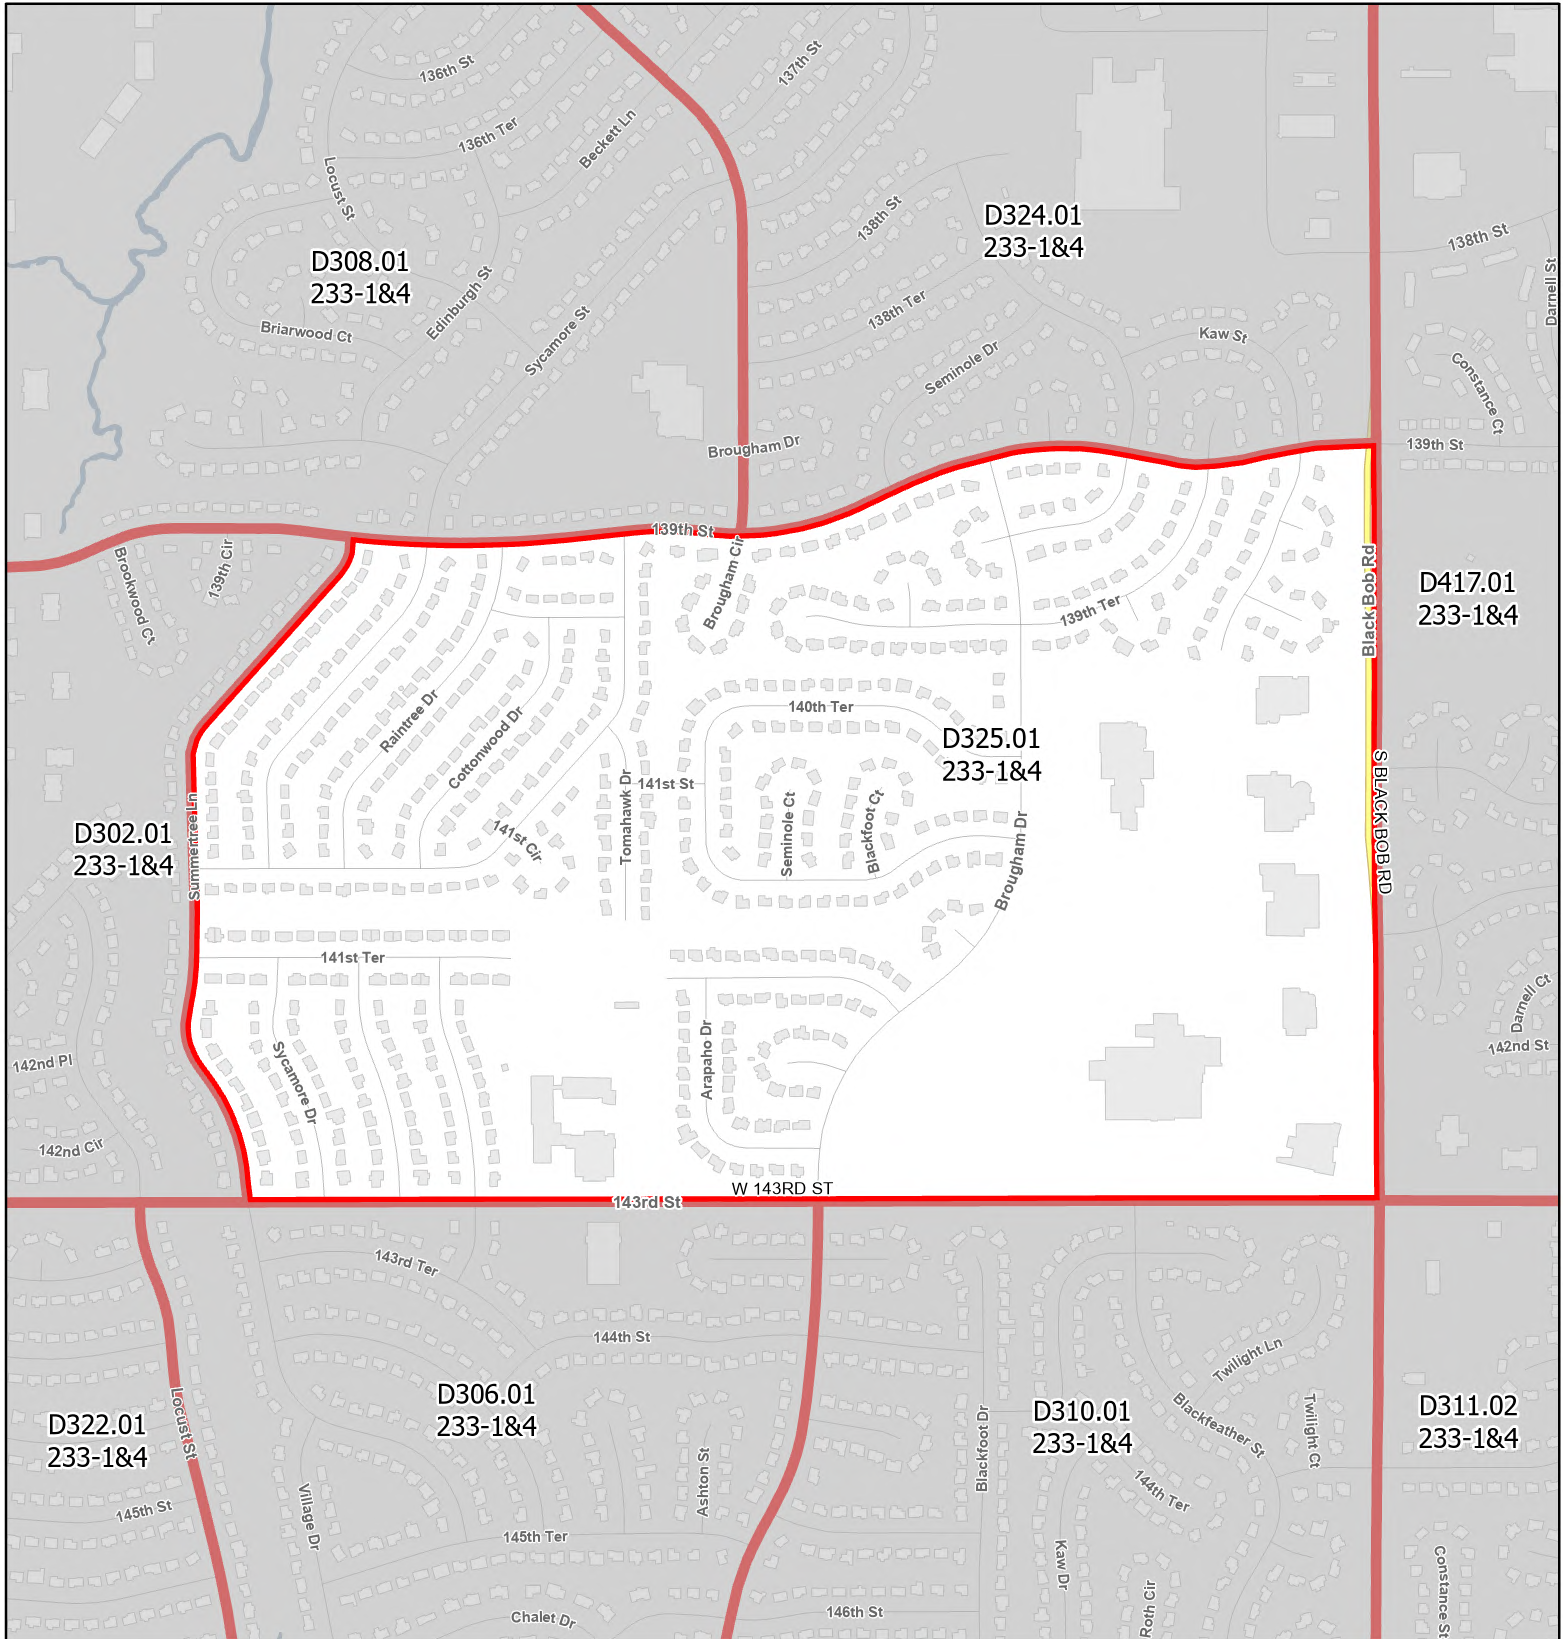 136th St
137th St
136th Ter
Beckett Ln
Locust St
138th St
D324.01
233-1&4
138th St
D308.01
233-1&4
Edinburgh St
Darnell St
138th Ter
Briarwood Ct
Sycamore St
Kaw St
Seminole Dr
Constance Ct
Brougham Dr
139th St
139th St
Brookwood Ct
139th Cir
Brougham Cir
Black Bob Rd
139th Ter
D417.01
233-1&4
Raintree Dr
Cottonwood Dr
140th Ter
D325.01
233-1&4
141st St
S BLACK BOB RD
Tomahawk Dr
Seminole Ct
Blackfoot Ct
141st Cir
D302.01
233-1&4
Summertree Ln
Brougham Dr
141st Ter
Darnell Ct
142nd St
142nd Pl
Sycamore Dr
Arapaho Dr
142nd Cir
W 143RD ST
143rd St
143rd Ter
144th St
Twilight Ln
D306.01
233-1&4
D310.01
233-1&4
D311.02
233-1&4
D322.01
233-1&4
Locust St
Blackfeather St
Twilight Ct
Blackfoot Dr
Ashton St
144th Ter
145th St
Village Dr
145th Ter
Kaw Dr
Roth Cir
Constance St
Chalet Dr
146th St